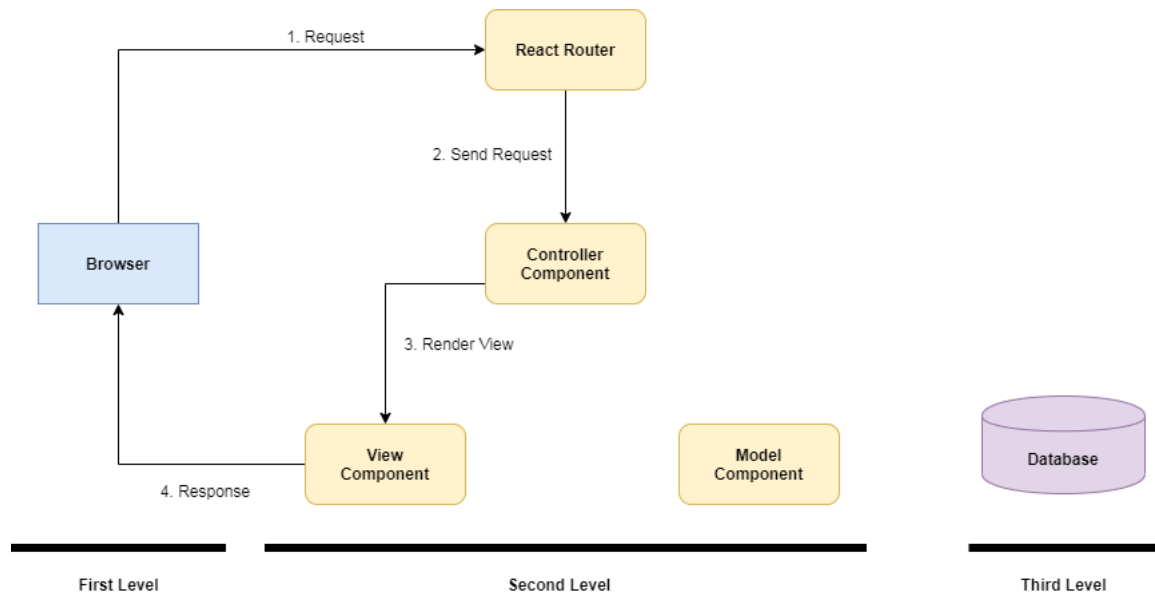 1. Request
React Router
2. Send Request
Browser
Controller
Component
3. Render View
View
Component
Model
Component
Database
4. Response
First Level
Second Level
Third Level